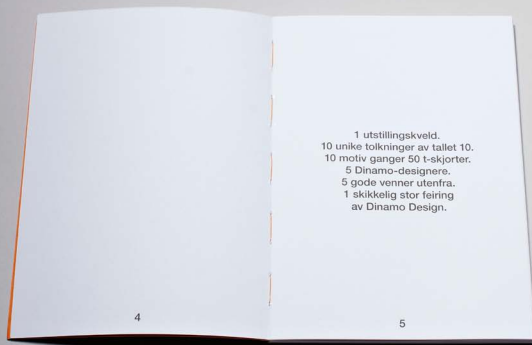 1 utstillingskveld.
10 unike tolkninger av tallet 10.
10 motiv ganger 50 t-skjorter.
5 Dinamo-designere.
5 gode venner utenfra.
1 skikkelig stor feiring
av Dinamo Design.
4
5